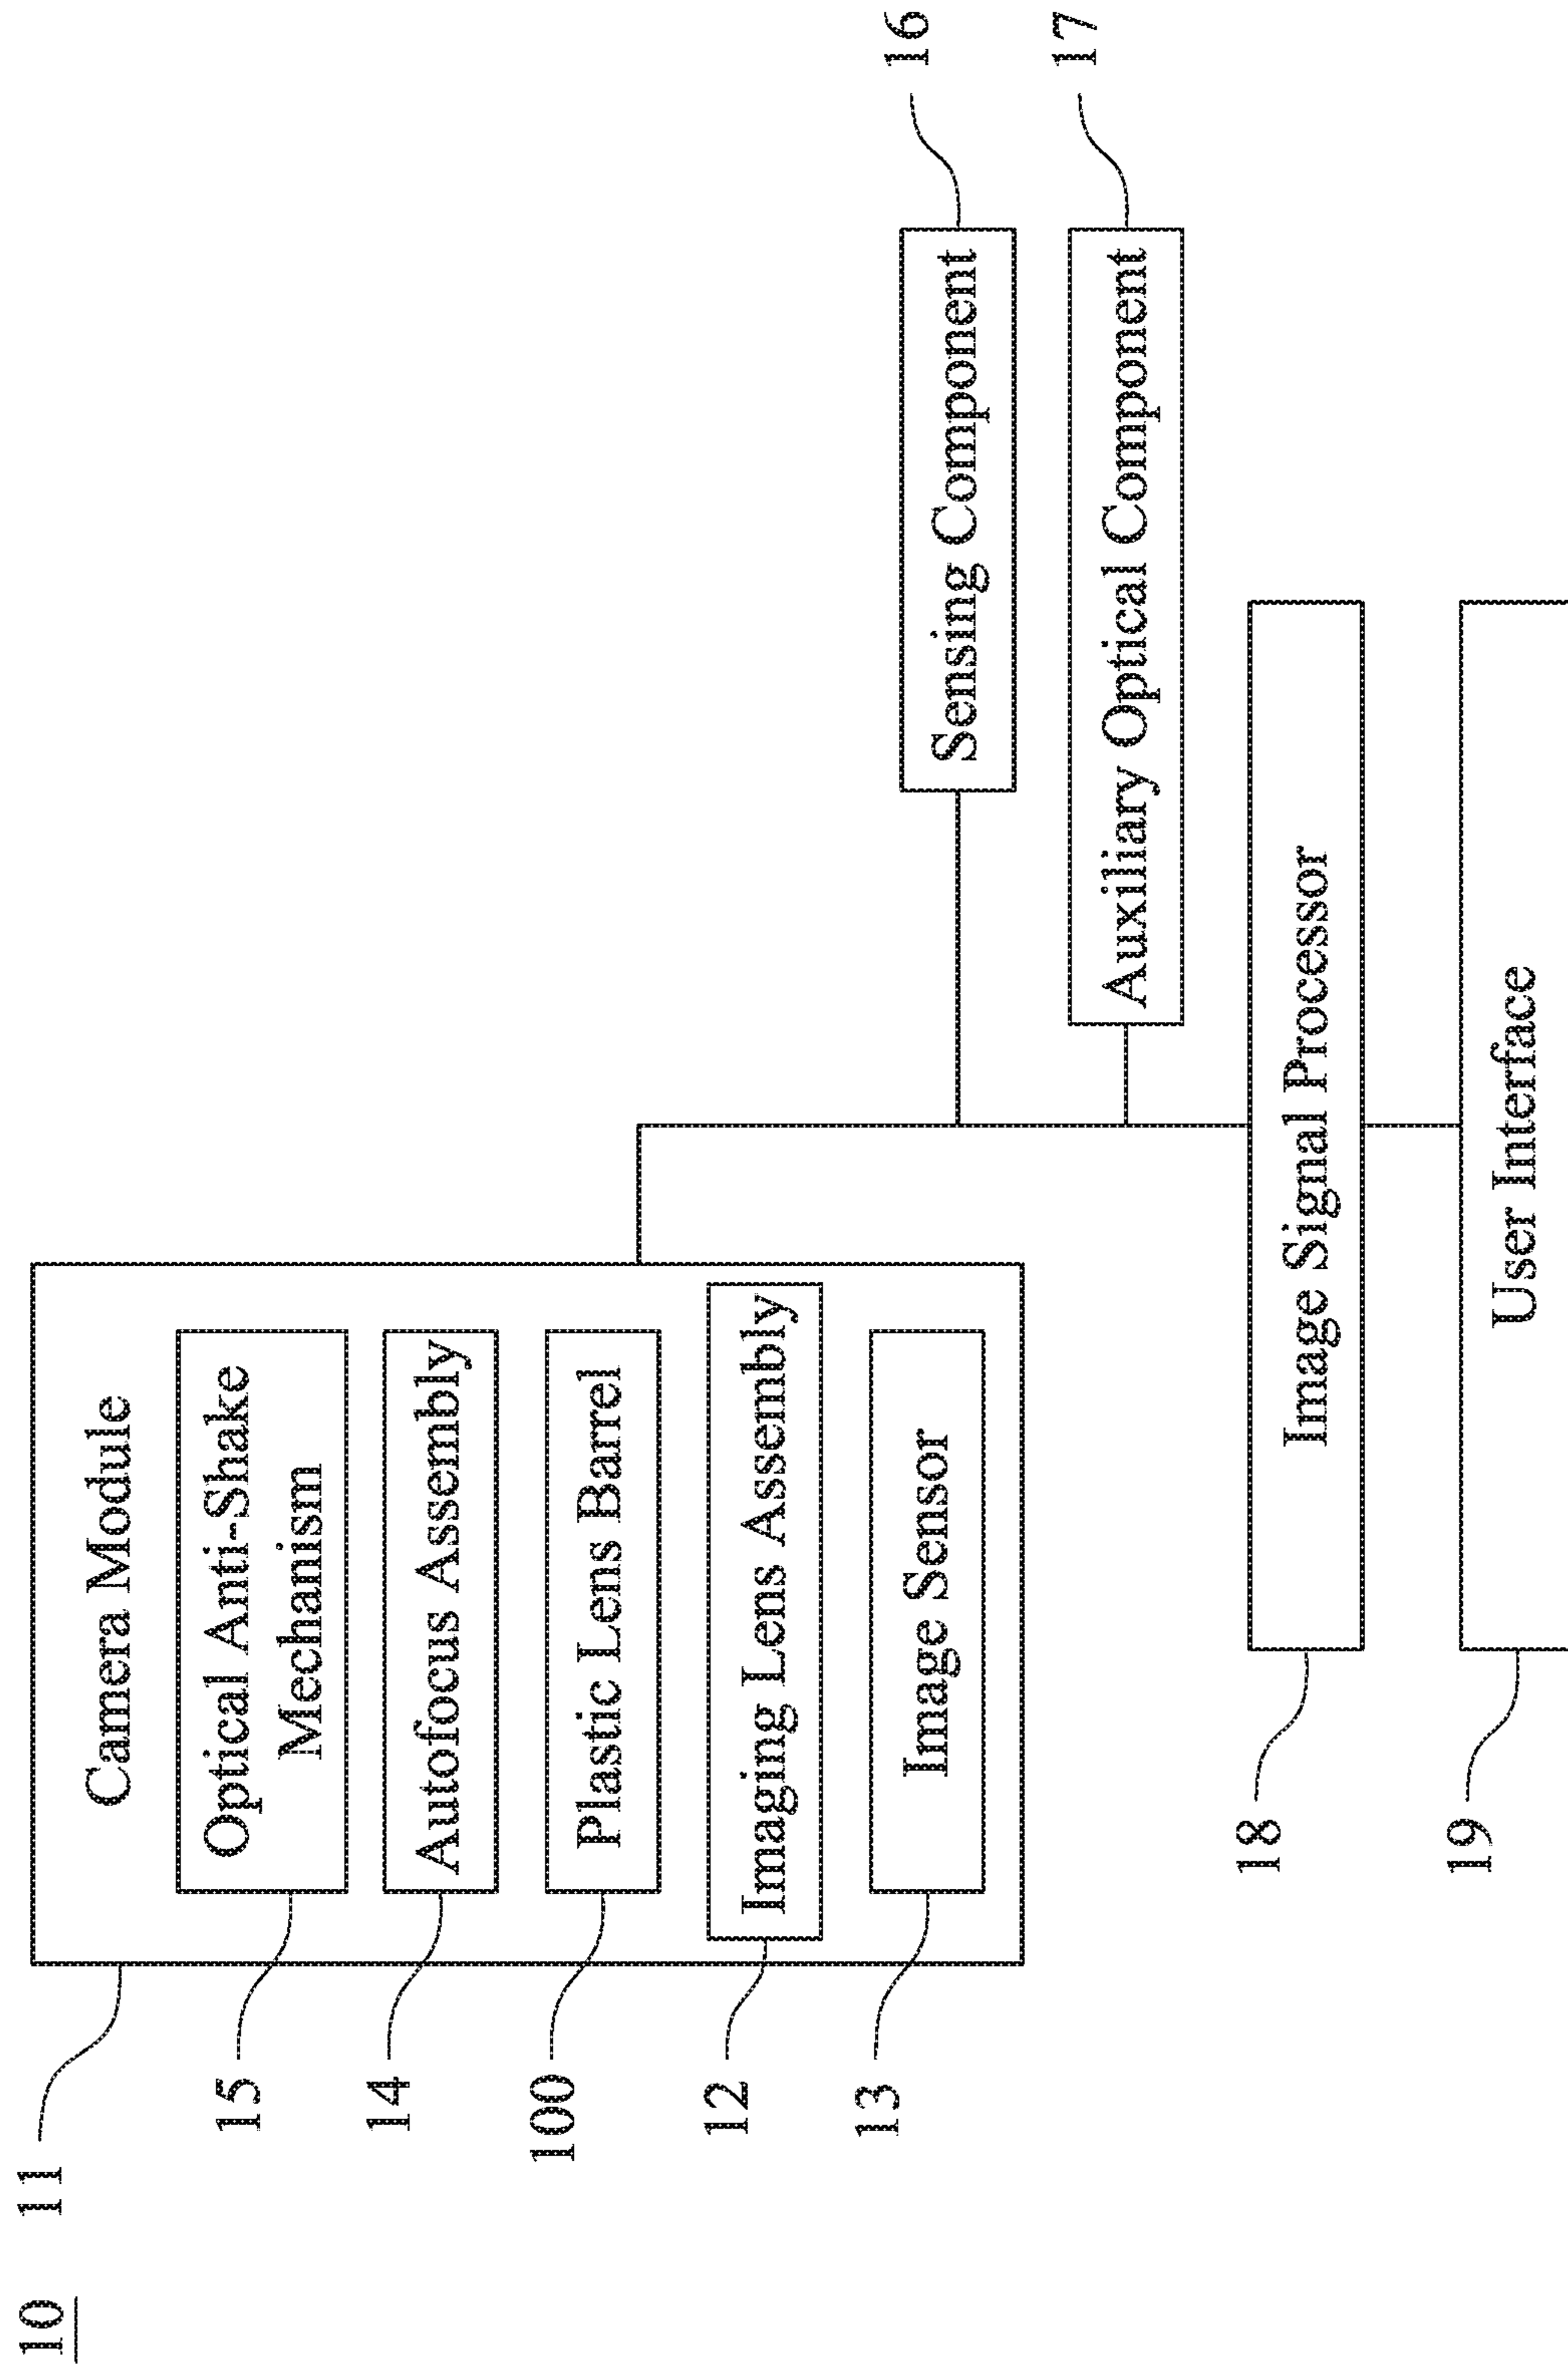 10
11
Camera Module
15
Optical Anti-Shake
Mechanism
14
Autofocus Assembly
100
Plastic Lens Barrel
12
Imaging Lens Assembly
13
Image Sensor
Sensing Component
16
Auxiliary Optical Component
17
18
Image Signal Processor
19
User Interface